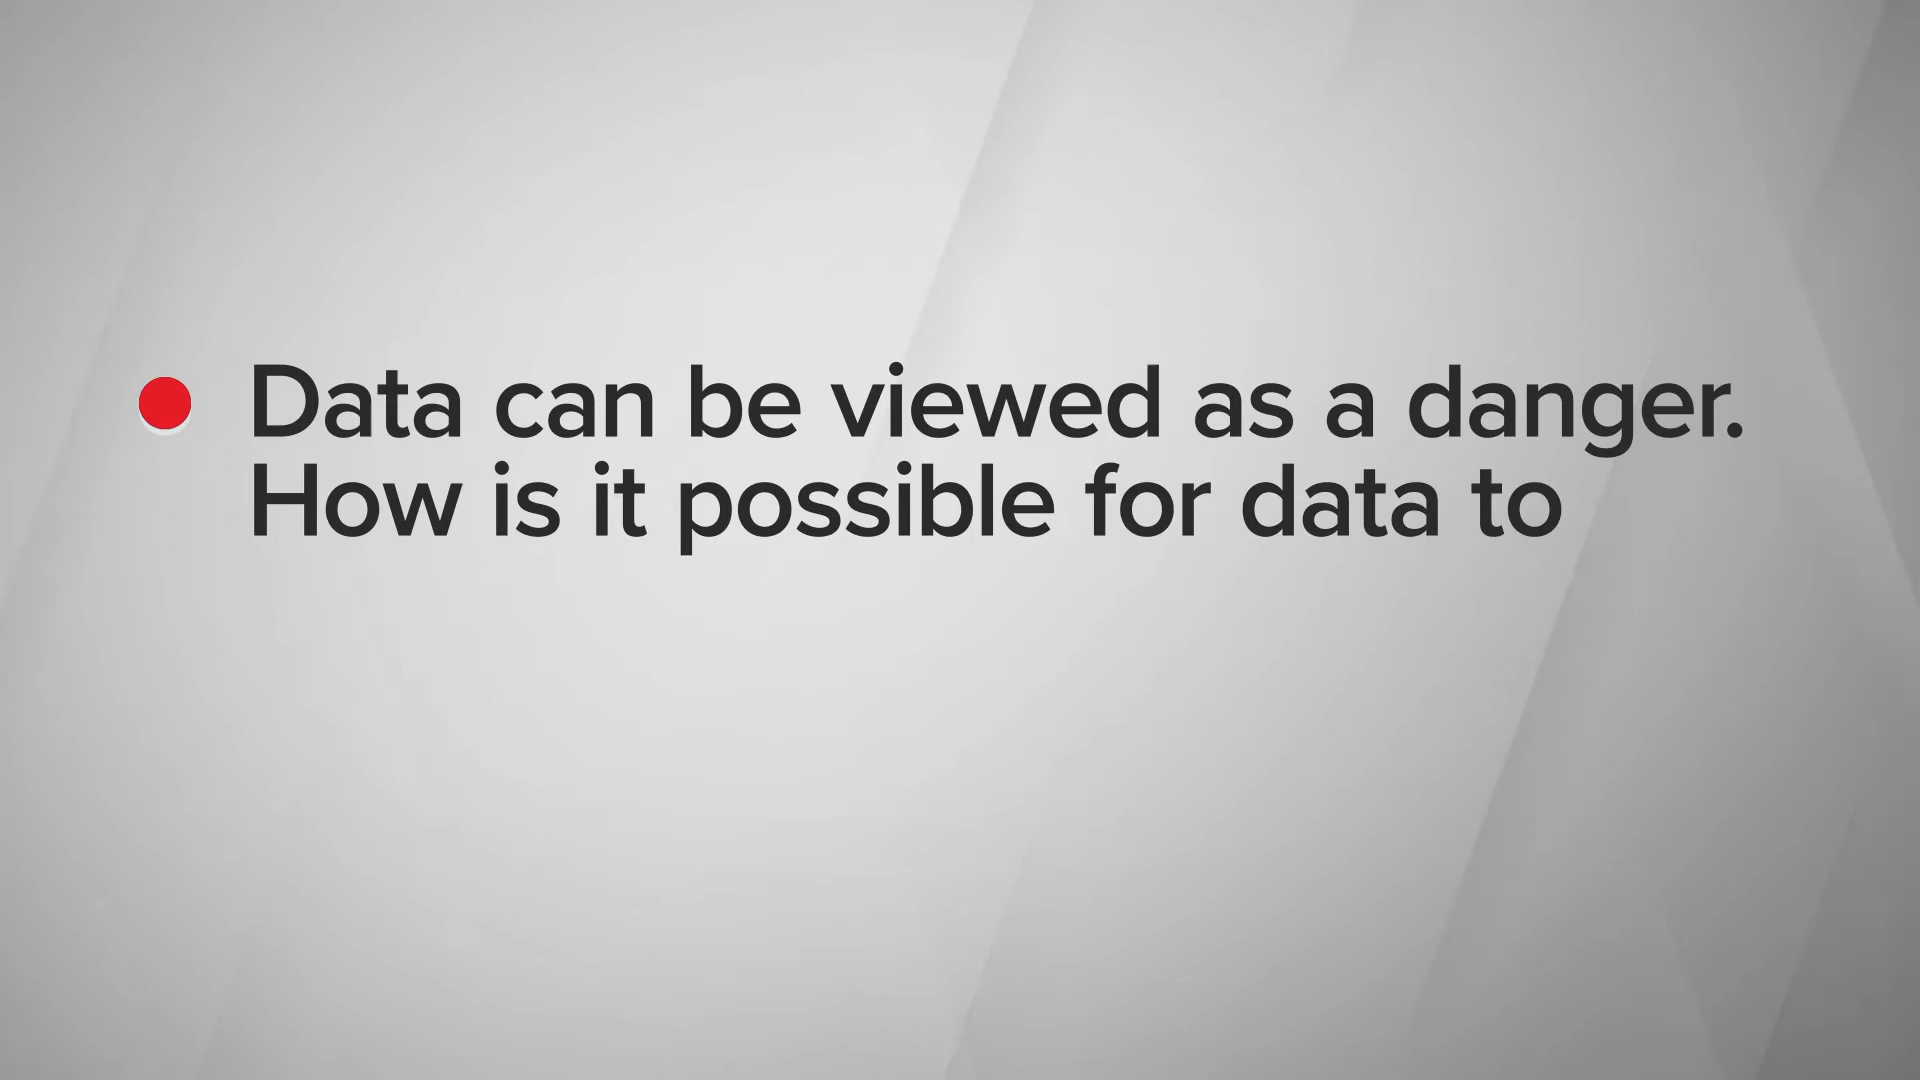 Data can be viewed as a danger.
How is it possible for data to